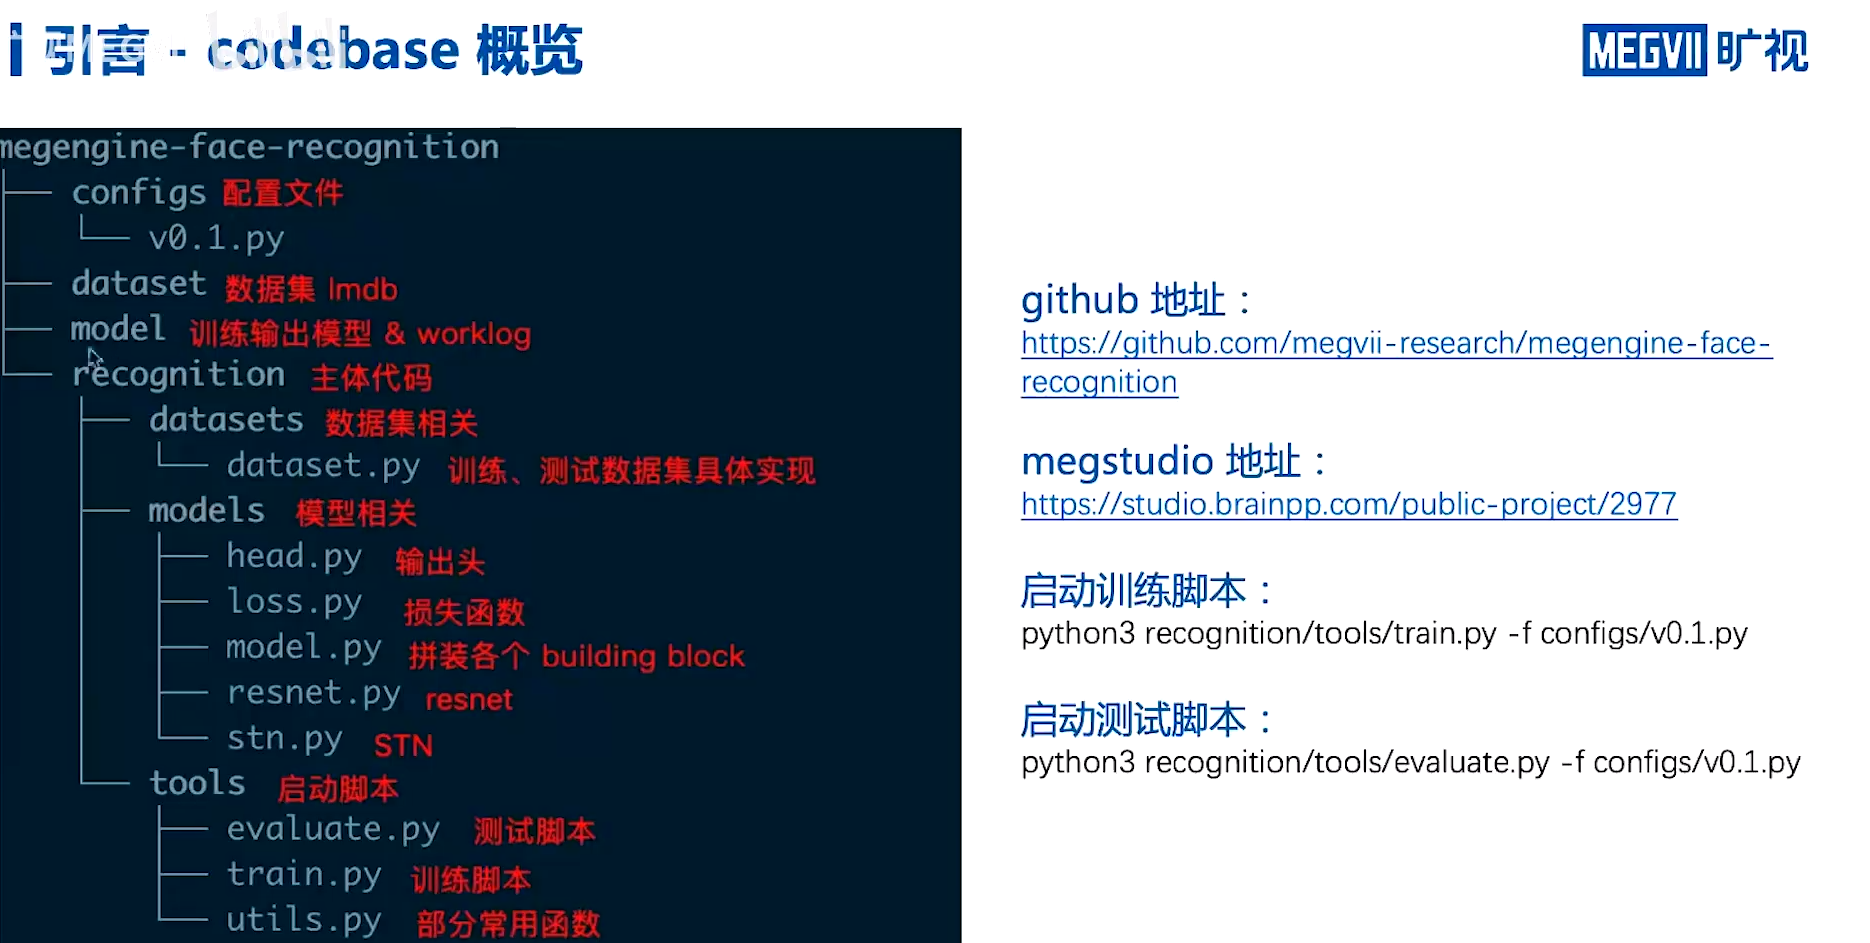 引言 - codebase 概览
MEGVII 旷视
megengine-face-recognition
configs 配置文件
v0.1.py
dataset 数据集 lmdb
model 训练输出模型 & worklog
recognition 主体代码
datasets 数据集相关
dataset.py 训练、测试数据集具体实现
models 模型相关
head.py 输出头
loss.py 损失函数
model.py 拼装各个 building block
resnet.py resnet
stn.py STN
tools 启动脚本
evaluate.py 测试脚本
train.py 训练脚本
utils.py 部分常用函数
github 地址：
https://github.com/megvii-research/megengine-face-
recognition
megstudio 地址：
https://studio.brainpp.com/public-project/2977
启动训练脚本：
python3 recognition/tools/train.py -f configs/v0.1.py
启动测试脚本：
python3 recognition/tools/evaluate.py -f configs/v0.1.py